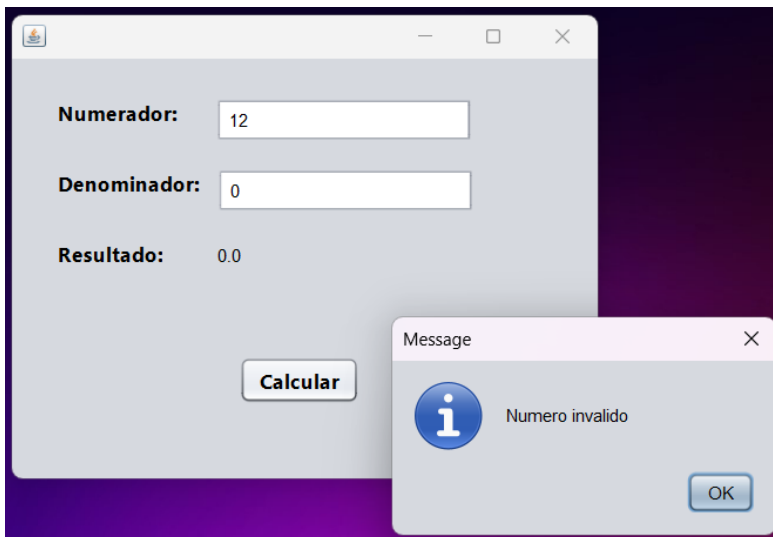 Numerador:
12
Denominador:
0
Resultado:
0.0
Calcular
Message
Numero invalido
OK